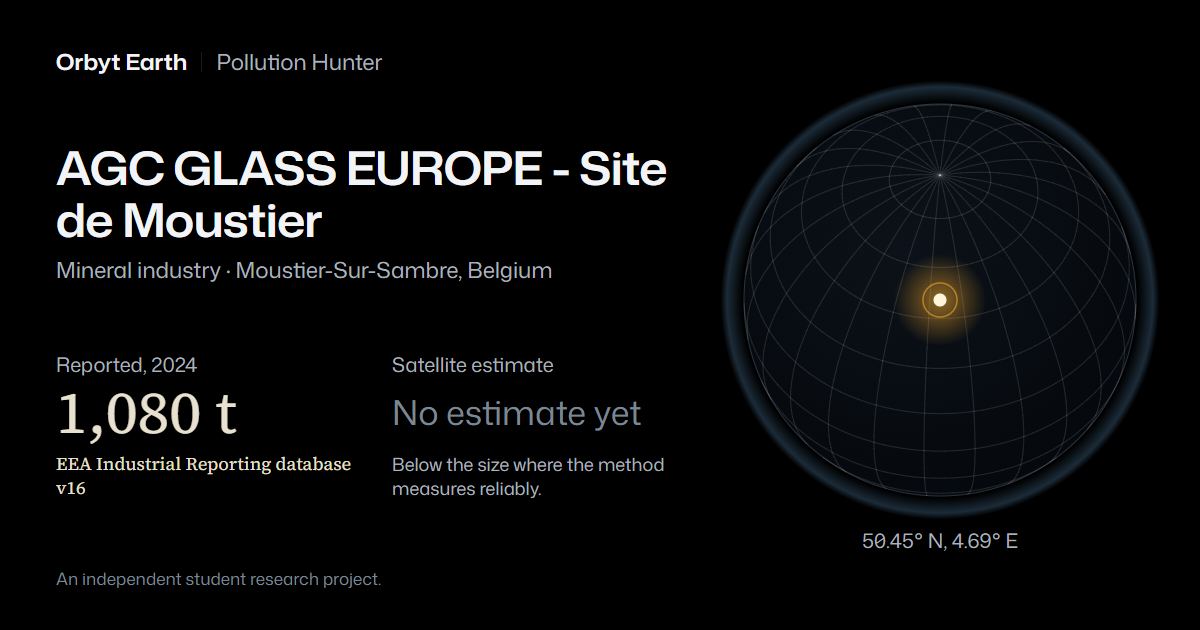 Orbyt Earth | Pollution Hunter
AGC GLASS EUROPE - Site
de Moustier
Mineral industry · Moustier-Sur-Sambre, Belgium
Reported, 2024
1,080 t
EEA Industrial Reporting database
v16
Satellite estimate
No estimate yet
Below the size where the method
measures reliably.
50.45° N, 4.69° E
An independent student research project.